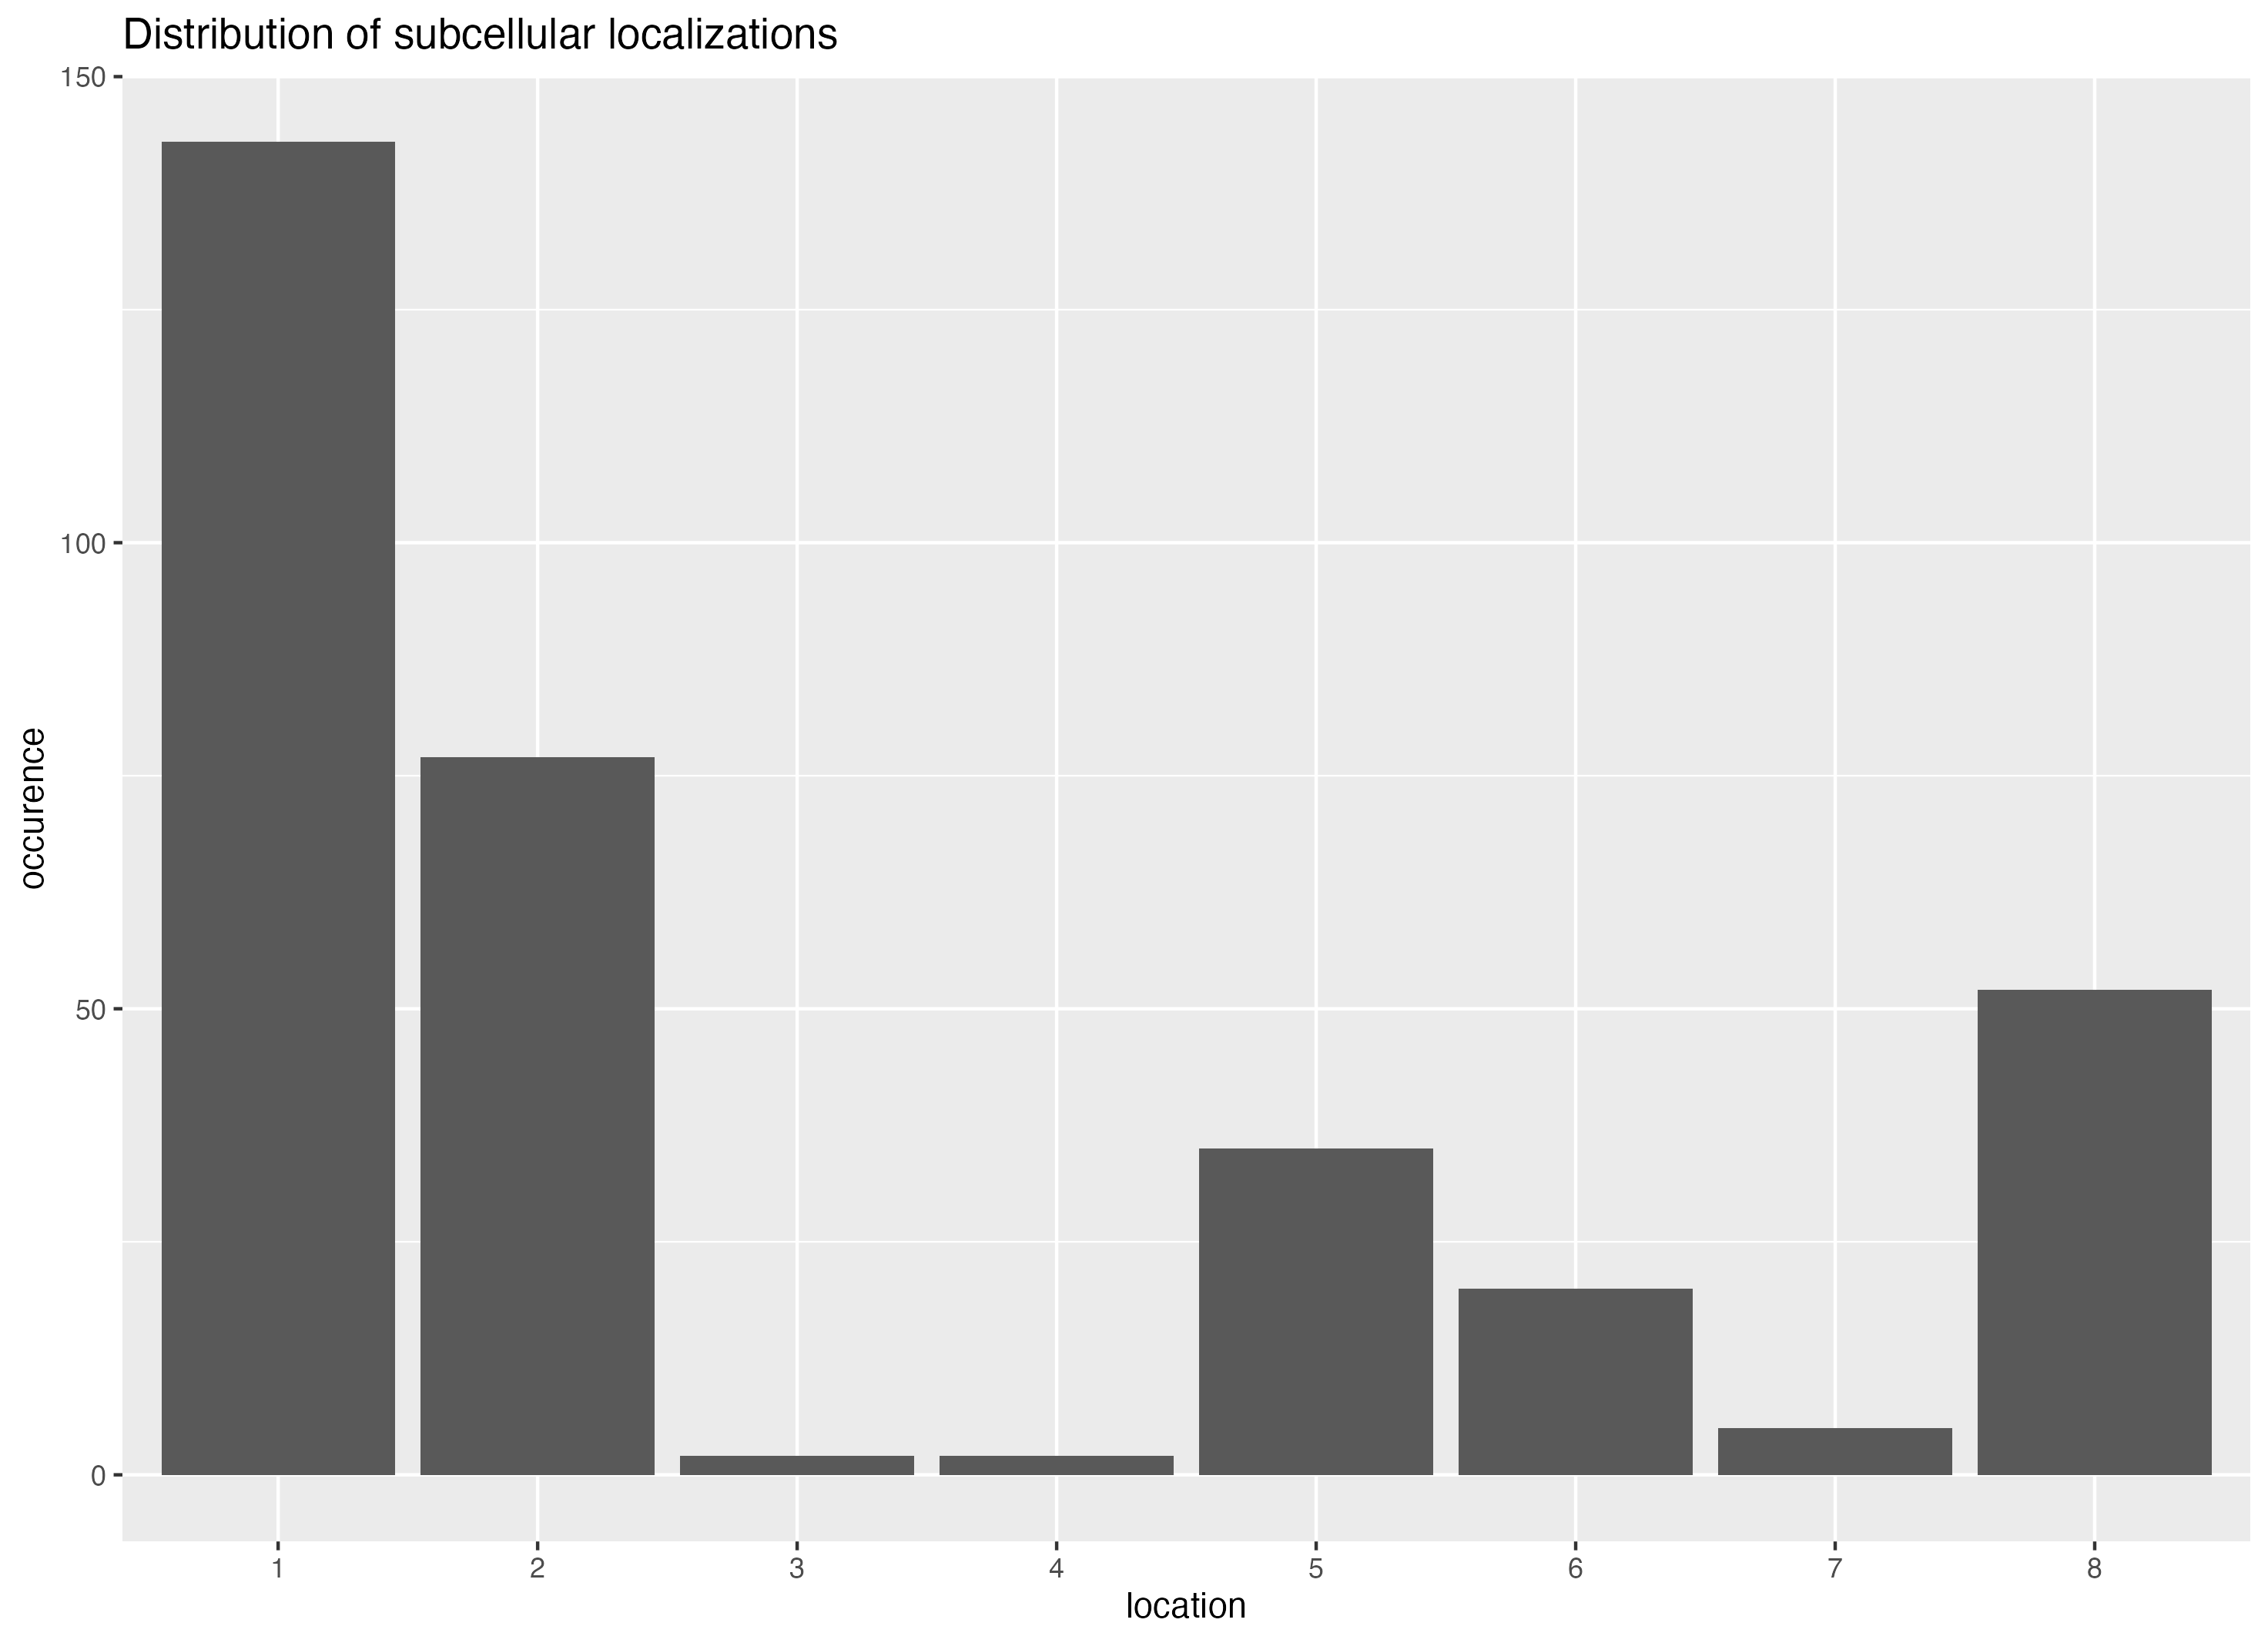 Distribution of subcellular localizations
150
100
50
0
occurence
1 2 3 4 5 6 7 8
location